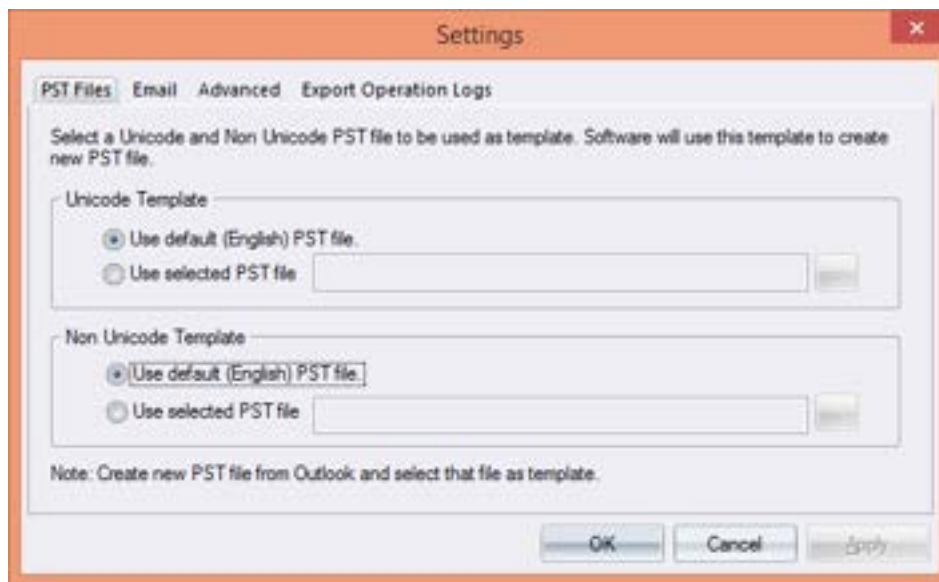 Settings
PST Files Email Advanced Export Operation Logs
Select a Unicode and Non Unicode PST file to be used as template. Software will use this template to create
new PST file.
Unicode Template
Use default (English) PST file.
Use selected PST file
Non Unicode Template
Use default (English) PST file.
Use selected PST file
Note: Create new PST file from Outlook and select that file as template.
OK Cancel Apply